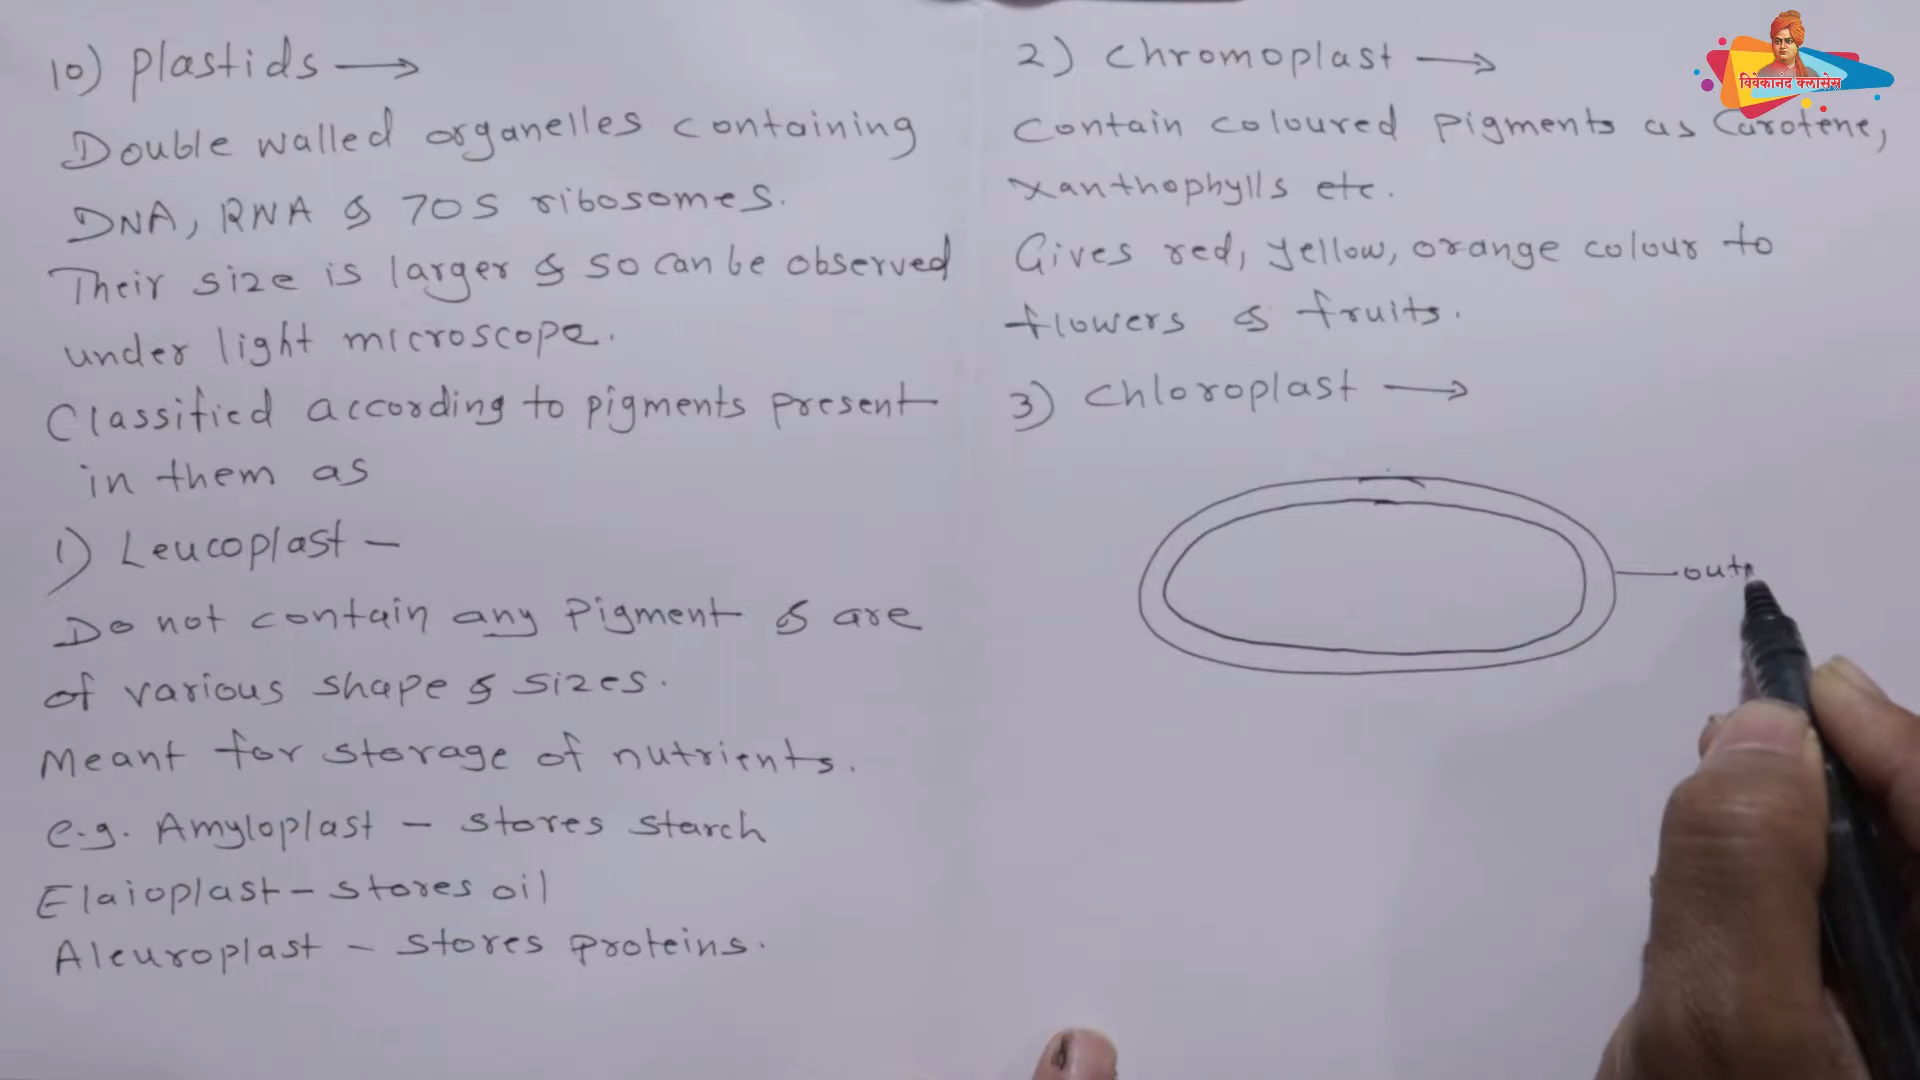 10) Plastids →
Double walled organelles containing
DNA, RNA & 70S ribosomes.
Their size is larger & so can be observed
under light microscope.
Classified according to pigments present
in them as
1) Leucoplast -
Do not contain any Pigment & are
of various shape & sizes.
Meant for storage of nutrients.
e.g. Amyloplast - stores starch
Elaioplast - stores oil
Aleuroplast - stores proteins.
2) Chromoplast →
Contain coloured pigments as Carotene,
xanthophylls etc.
Gives red, yellow, orange colour to
flowers & fruits.
3) Chloroplast →
out
विवेकानंद क्लासेस